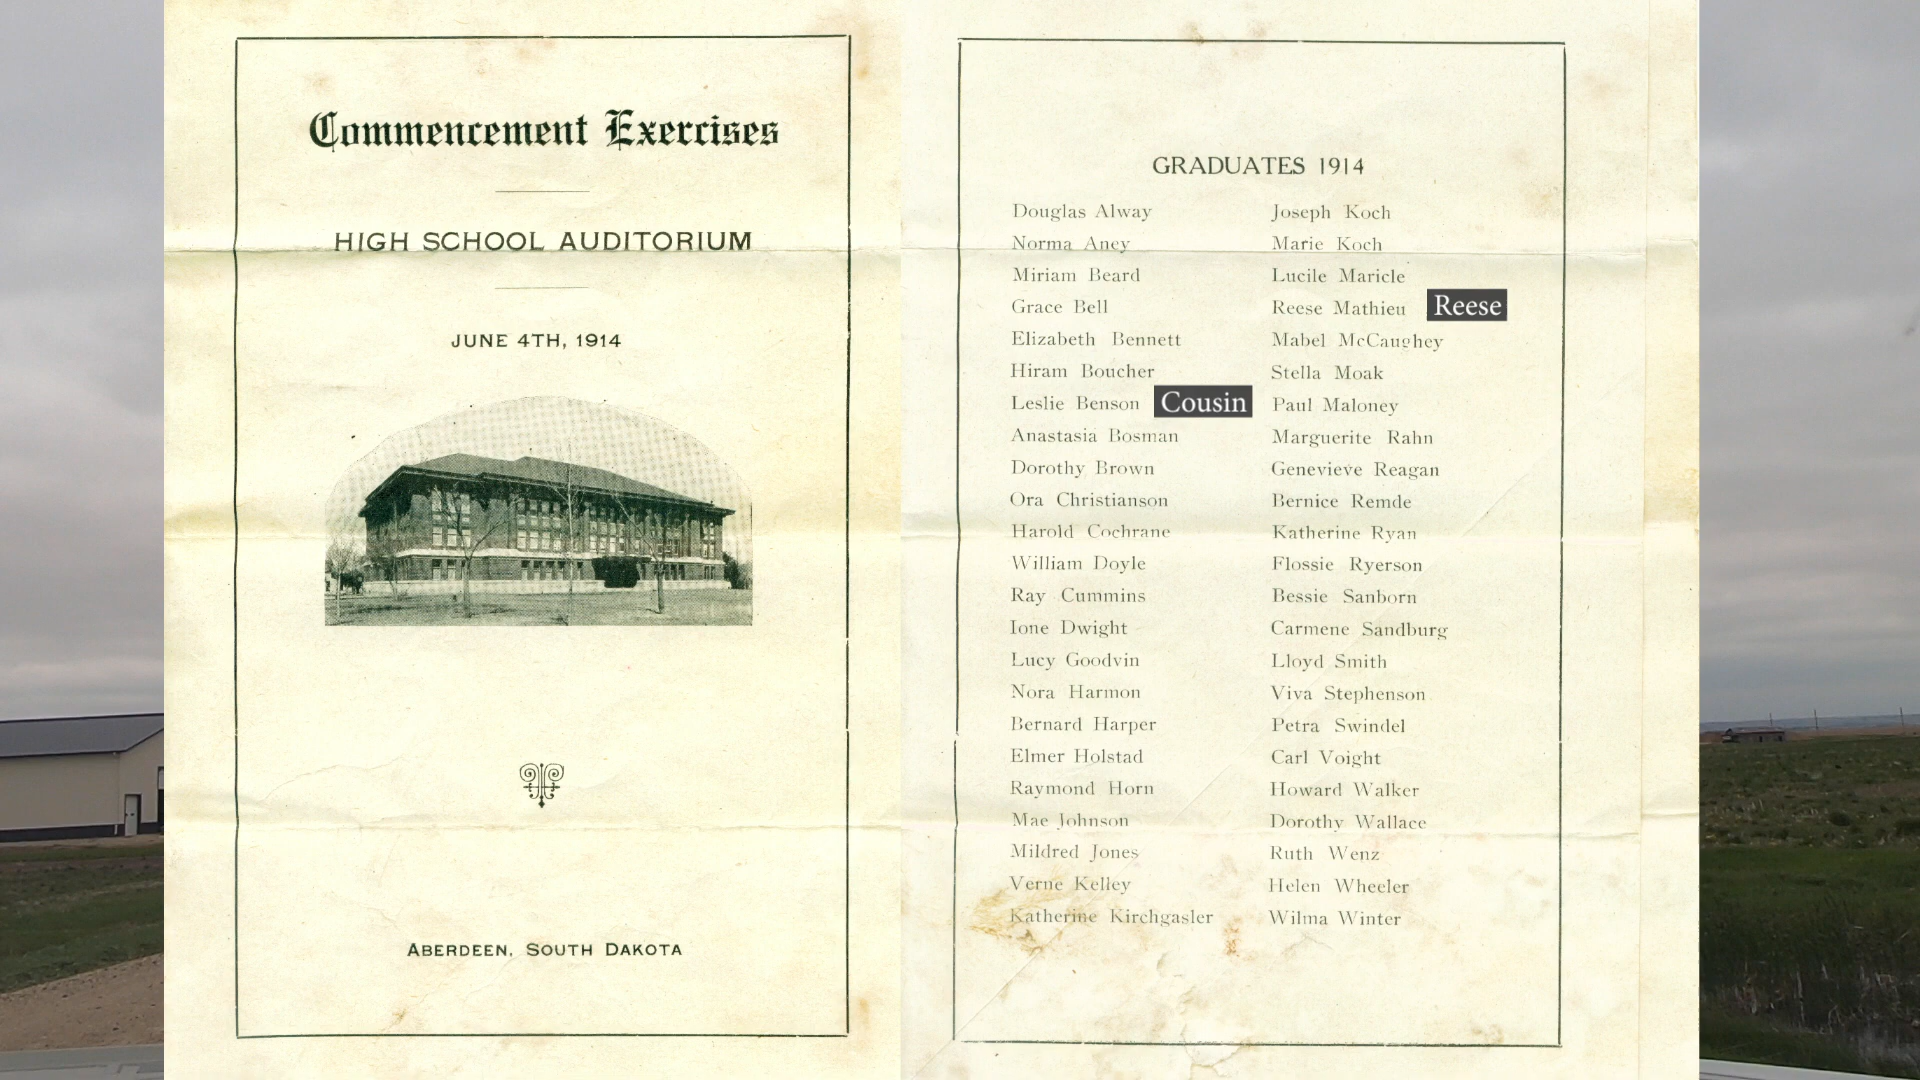 Commencement Exercises
HIGH SCHOOL AUDITORIUM
JUNE 4TH, 1914
ABERDEEN, SOUTH DAKOTA
GRADUATES 1914
Douglas Alway
Norma Aney
Miriam Beard
Grace Bell
Elizabeth Bennett
Hiram Boucher
Leslie Benson Cousin
Anastasia Bosman
Dorothy Brown
Ora Christianson
Harold Cochrane
William Doyle
Ray Cummins
Ione Dwight
Lucy Goodvin
Nora Harmon
Bernard Harper
Elmer Holstad
Raymond Horn
Mae Johnson
Mildred Jones
Verne Kelley
Katherine Kirchgasler
Joseph Koch
Marie Koch
Lucile Maricle
Reese Mathieu Reese
Mabel McCaughey
Stella Moak
Paul Maloney
Marguerite Rahn
Genevieve Reagan
Bernice Remde
Katherine Ryan
Flossie Ryerson
Bessie Sanborn
Carmene Sandburg
Lloyd Smith
Viva Stephenson
Petra Swindel
Carl Voight
Howard Walker
Dorothy Wallace
Ruth Wenz
Helen Wheeler
Wilma Winter